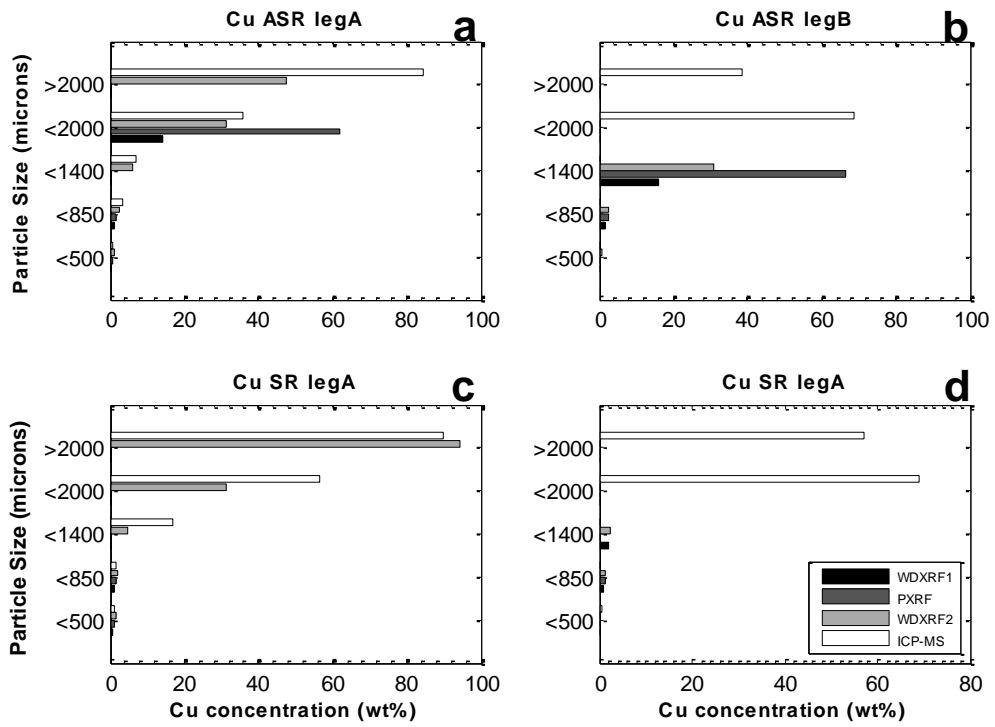 Cu ASR legA
a
Particle Size (microns)
>2000
<2000
<1400
<850
<500
0 20 40 60 80 100
Cu ASR legB
b
>2000
<2000
<1400
<850
<500
0 20 40 60 80 100
Cu SR legA
c
Particle Size (microns)
>2000
<2000
<1400
<850
<500
0 20 40 60 80 100
Cu concentration (wt%)
Cu SR legA
d
>2000
<2000
<1400
<850
<500
WDXRF1
PXRF
WDXRF2
ICP-MS
0 20 40 60 80
Cu concentration (wt%)